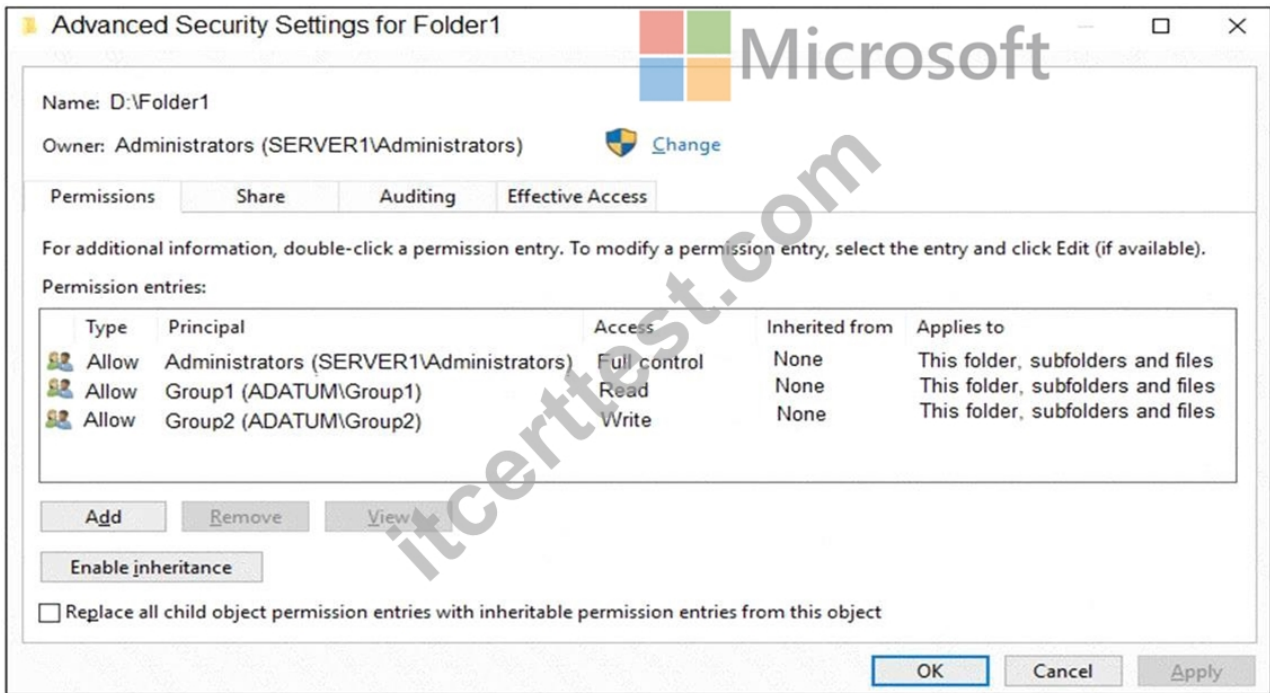 Advanced Security Settings for Folder1
Microsoft
Name: D:\Folder1
Owner: Administrators (SERVER1\Administrators) Change
Permissions Share Auditing Effective Access
For additional information, double-click a permission entry. To modify a permission entry, select the entry and click Edit (if available).
Permission entries:
Type Principal Access Inherited from Applies to
Allow Administrators (SERVER1\Administrators) Full control None This folder, subfolders and files
Allow Group1 (ADATUM\Group1) Read None This folder, subfolders and files
Allow Group2 (ADATUM\Group2) Write None This folder, subfolders and files
itcerttest.com
Add Remove View
Enable inheritance
Replace all child object permission entries with inheritable permission entries from this object
OK Cancel Apply